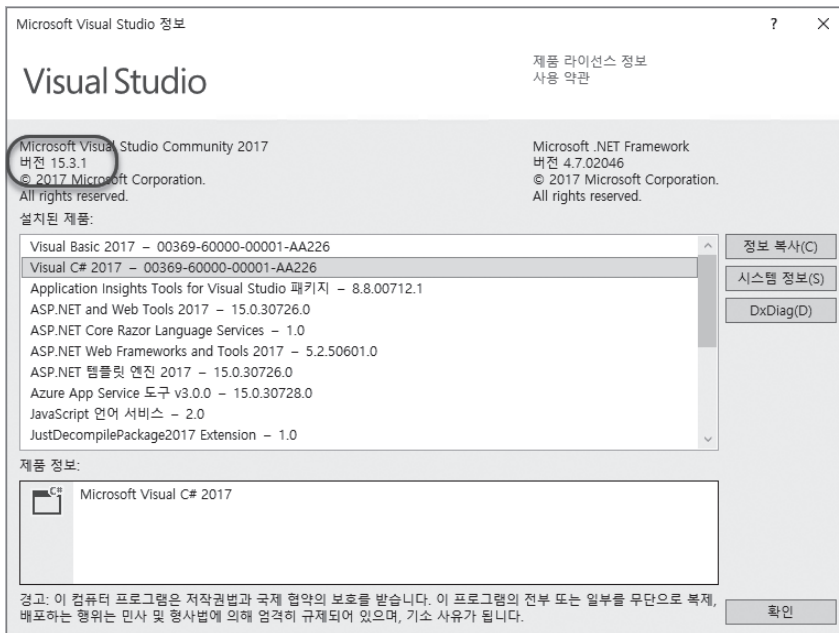 Microsoft Visual Studio 정보
? ×
Visual Studio
제품 라이선스 정보
사용 약관
Microsoft Visual Studio Community 2017
버전 15.3.1
© 2017 Microsoft Corporation.
All rights reserved.
Microsoft .NET Framework
버전 4.7.02046
© 2017 Microsoft Corporation.
All rights reserved.
설치된 제품:
Visual Basic 2017 – 00369-60000-00001-AA226
Visual C# 2017 – 00369-60000-00001-AA226
Application Insights Tools for Visual Studio 패키지 – 8.8.00712.1
ASP.NET and Web Tools 2017 – 15.0.30726.0
ASP.NET Core Razor Language Services – 1.0
ASP.NET Web Frameworks and Tools 2017 – 5.2.50601.0
ASP.NET 템플릿 엔진 2017 – 15.0.30726.0
Azure App Service 도구 v3.0.0 – 15.0.30728.0
JavaScript 언어 서비스 – 2.0
JustDecompilePackage2017 Extension – 1.0
정보 복사(C)
시스템 정보(S)
DxDiag(D)
제품 정보:
C#
Microsoft Visual C# 2017
경고: 이 컴퓨터 프로그램은 저작권법과 국제 협약의 보호를 받습니다. 이 프로그램의 전부 또는 일부를 무단으로 복제,
배포하는 행위는 민사 및 형사법에 의해 엄격히 규제되어 있으며, 기소 사유가 됩니다.
확인